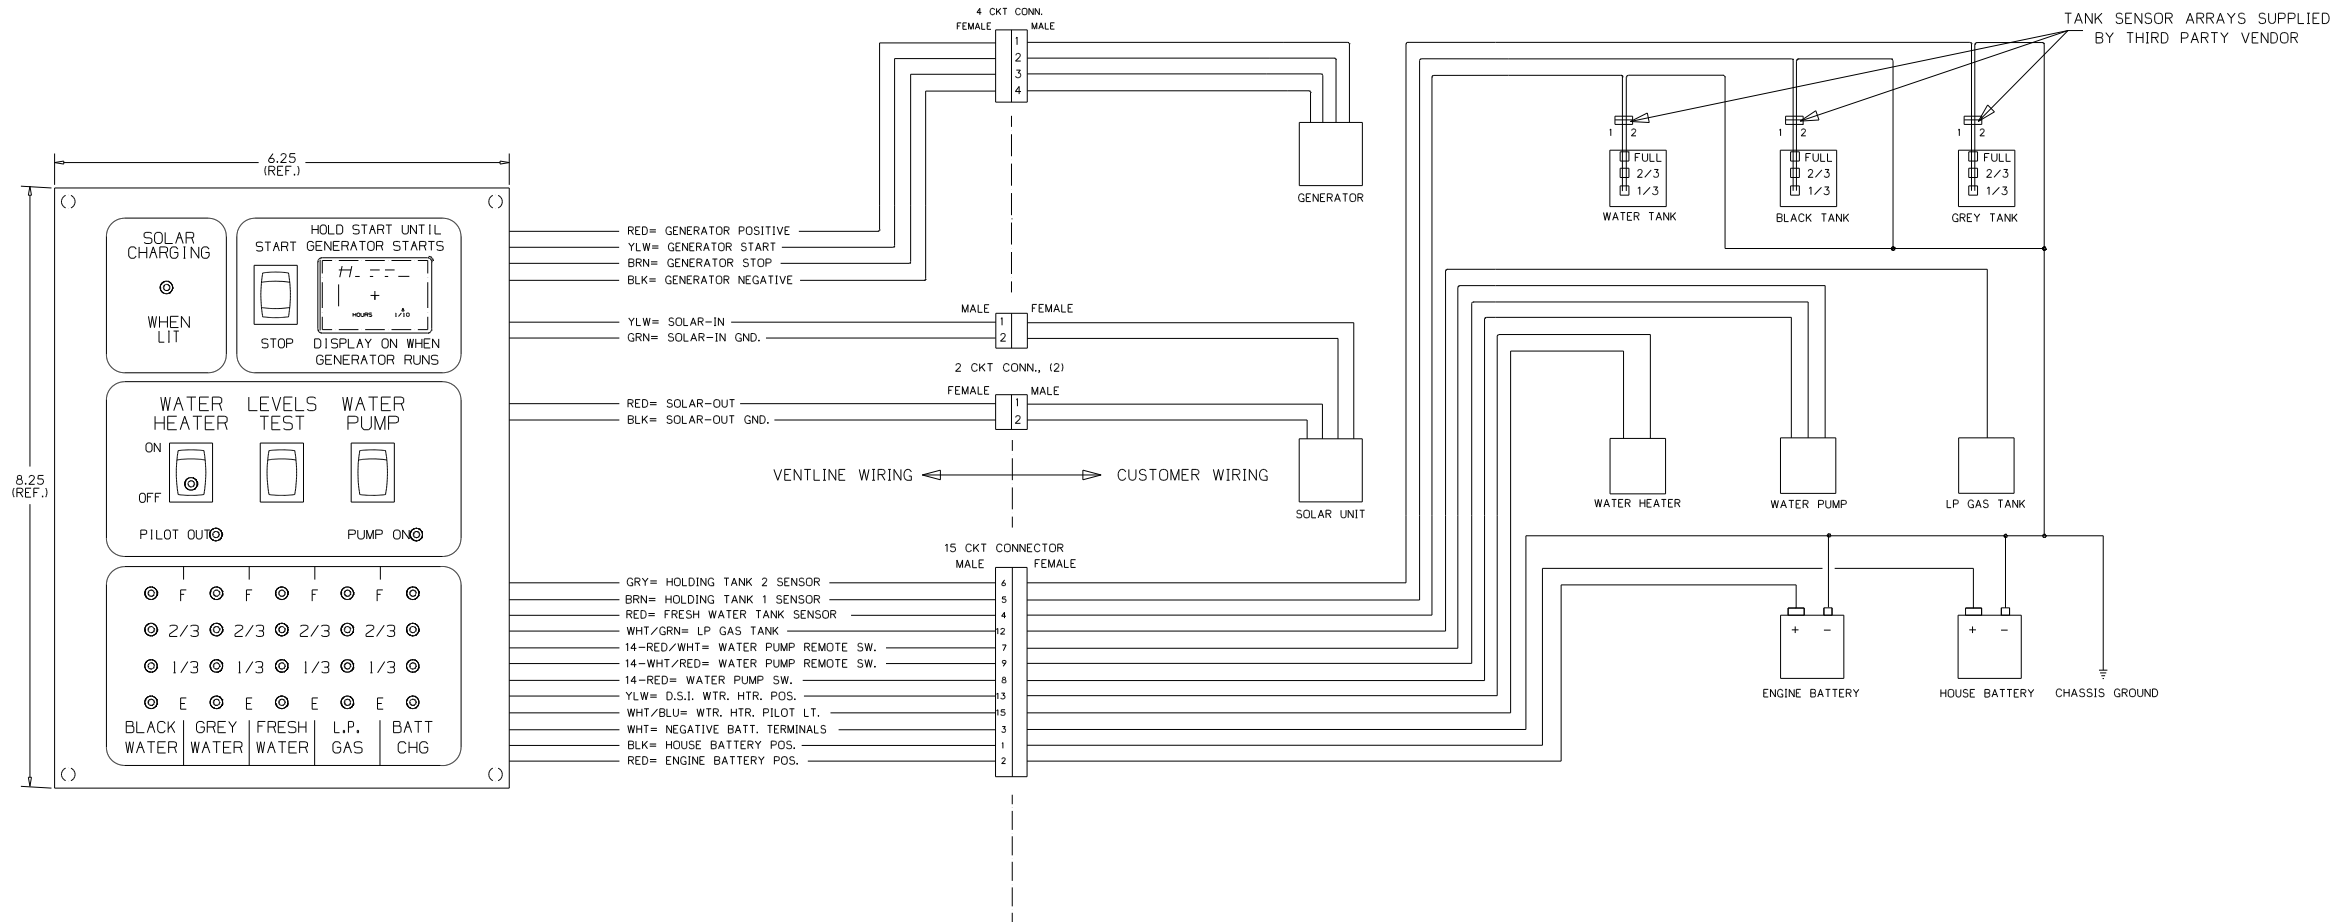 4 CKT CONN.
FEMALE MALE
1
2
3
4
TANK SENSOR ARRAYS SUPPLIED
BY THIRD PARTY VENDOR
1 2
FULL
2/3
1/3
WATER TANK
1 2
FULL
2/3
1/3
BLACK TANK
1 2
FULL
2/3
1/3
GREY TANK
GENERATOR
6.25
(REF.)
8.25
(REF.)
SOLAR
CHARGING
WHEN
LIT
HOLD START UNTIL
START GENERATOR STARTS
H
HOURS 1/10
STOP
DISPLAY ON WHEN
GENERATOR RUNS
WATER
HEATER
LEVELS
TEST
WATER
PUMP
ON
OFF
PILOT OUT
PUMP ON
F F F F
2/3 2/3 2/3 2/3
1/3 1/3 1/3 1/3
E E E E
BLACK
WATER
GREY
WATER
FRESH
WATER
L.P.
GAS
BATT
CHG
RED= GENERATOR POSITIVE
YLW= GENERATOR START
BRN= GENERATOR STOP
BLK= GENERATOR NEGATIVE
MALE FEMALE
YLW= SOLAR-IN 1
GRN= SOLAR-IN GND. 2
2 CKT CONN., (2)
FEMALE MALE
RED= SOLAR-OUT 1
BLK= SOLAR-OUT GND. 2
VENTLINE WIRING CUSTOMER WIRING
SOLAR UNIT
WATER HEATER
WATER PUMP
LP GAS TANK
15 CKT CONNECTOR
MALE FEMALE
GRY= HOLDING TANK 2 SENSOR 6
BRN= HOLDING TANK 1 SENSOR 5
RED= FRESH WATER TANK SENSOR 4
WHT/GRN= LP GAS TANK 12
14-RED/WHT= WATER PUMP REMOTE SW. 7
14-WHT/RED= WATER PUMP REMOTE SW. 9
14-RED= WATER PUMP SW. 8
YLW= D.S.I. WTR. HTR. POS. 13
WHT/BLU= WTR. HTR. PILOT LT. 15
WHT= NEGATIVE BATT. TERMINALS 3
BLK= HOUSE BATTERY POS. 1
RED= ENGINE BATTERY POS. 2
+ −
ENGINE BATTERY
+ −
HOUSE BATTERY
CHASSIS GROUND